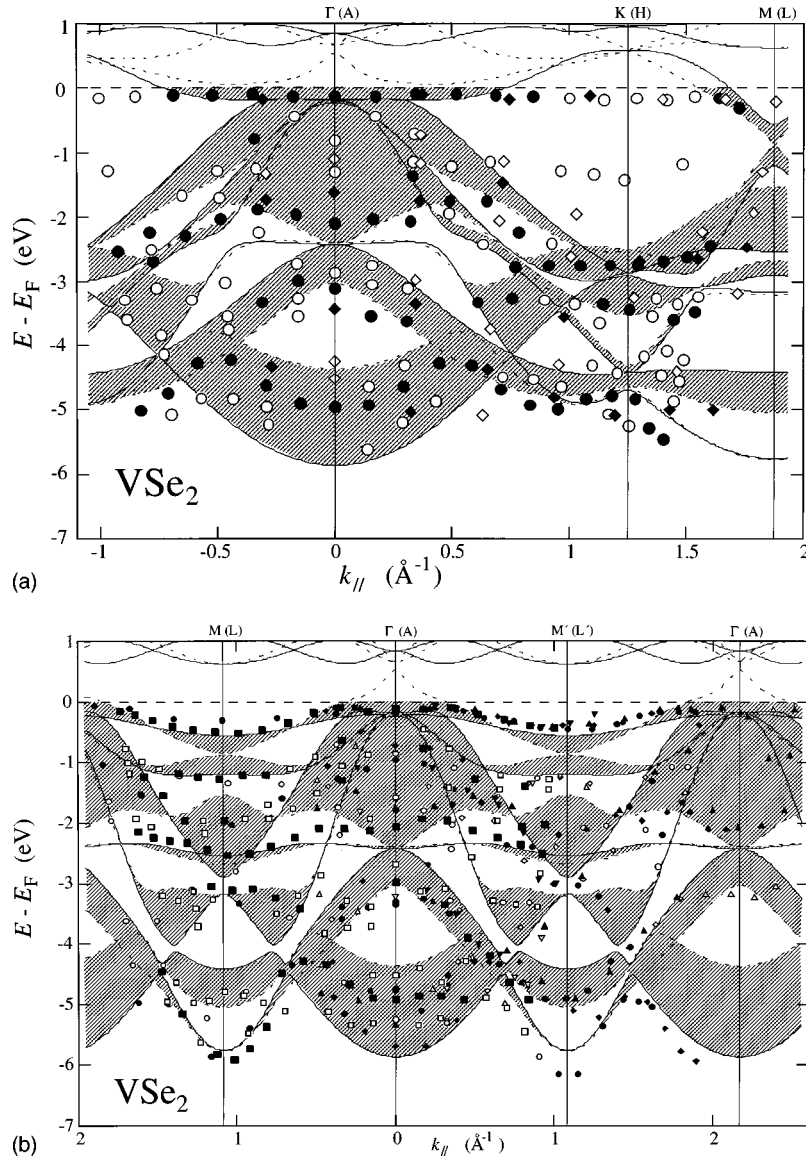 Γ (A) K (H) M (L)
1
0
-1
-2
-3
-4
-5
-6
-7
E - E_F (eV)
VSe₂
-1 -0.5 0 0.5 1 1.5 2
(a) k_// (Å⁻¹)
M (L) Γ (A) M´ (L´) Γ (A)
1
0
-1
-2
-3
-4
-5
-6
-7
E - E_F (eV)
VSe₂
2 1 0 1 2
(b) k_// (Å⁻¹)